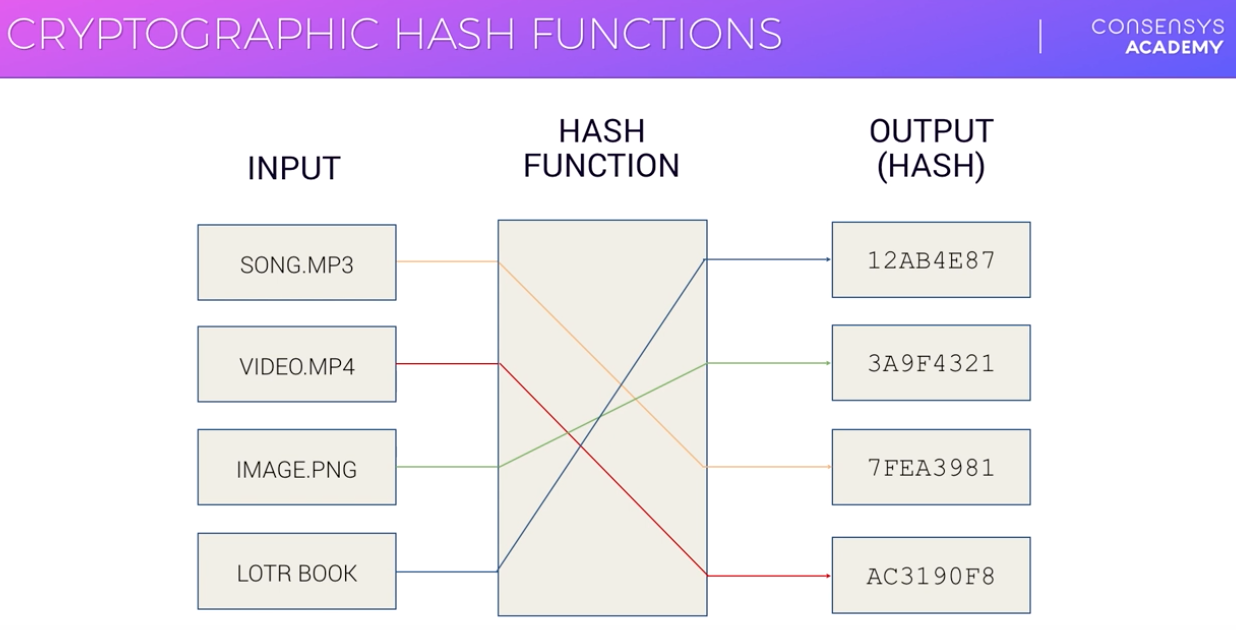 CRYPTOGRAPHIC HASH FUNCTIONS
CONSENSYS
ACADEMY
INPUT
HASH
FUNCTION
OUTPUT
(HASH)
SONG.MP3
12AB4E87
VIDEO.MP4
3A9F4321
IMAGE.PNG
7FEA3981
LOTR BOOK
AC3190F8